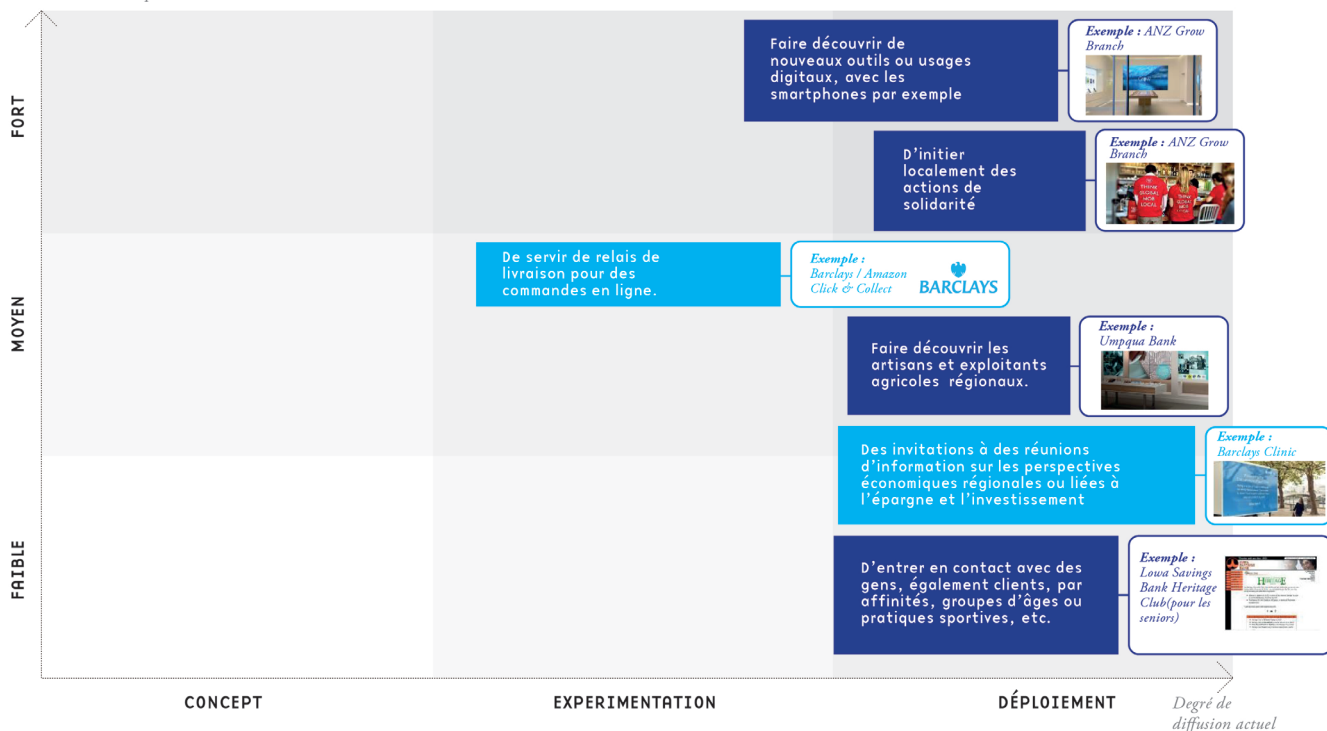 FORT
Faire découvrir de
nouveaux outils ou usages
digitaux, avec les
smartphones par exemple
Exemple : ANZ Grow
Branch
D'initier
localement des
actions de
solidarité
Exemple : ANZ Grow
Branch
THINK
GLOBAL
LOCAL
MOYEN
De servir de relais de
livraison pour des
commandes en ligne.
Exemple :
Barclays / Amazon
Click & Collect
BARCLAYS
Faire découvrir les
artisans et exploitants
agricoles régionaux.
Exemple :
Umpqua Bank
Des invitations à des réunions
d'information sur les perspectives
économiques régionales ou liées à
l'épargne et l'investissement
Exemple :
Barclays Clinic
FAIBLE
D'entrer en contact avec des
gens, également clients, par
affinités, groupes d'âges ou
pratiques sportives, etc.
Exemple :
Lowa Savings
Bank Heritage
Club(pour les
seniors)
HERITAGE
CONCEPT
EXPERIMENTATION
DÉPLOIEMENT
Degré de
diffusion actuel